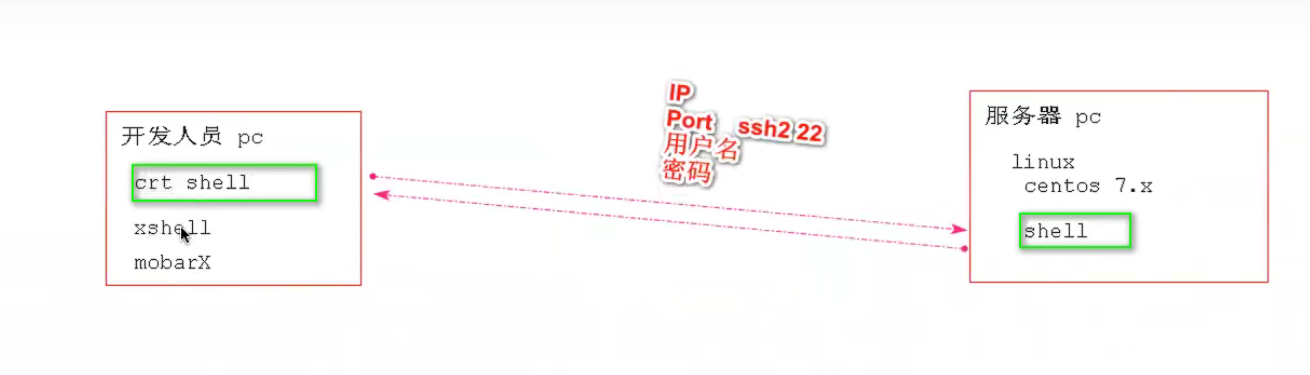 开发人员 pc
crt shell
xshell
mobarX
IP
Port ssh2 22
用户名
密码
服务器 pc
linux
centos 7.x
shell